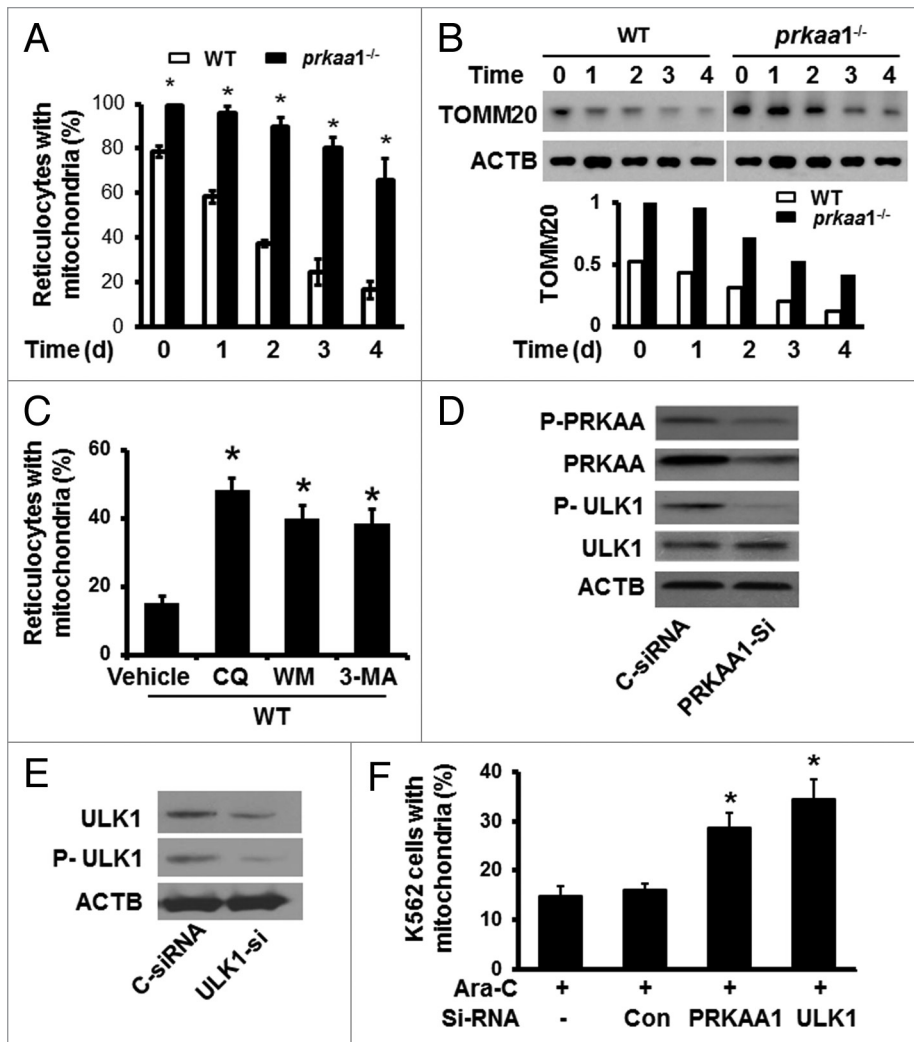 A
WT prkaa1-/-
Reticulocytes with mitochondria (%)
100
80
60
40
20
0
* * * * *
Time (d) 0 1 2 3 4
B
WT prkaa1-/-
Time 0 1 2 3 4 0 1 2 3 4
TOMM20
ACTB
WT
prkaa1-/-
TOMM20
1
0.5
0
Time (d) 0 1 2 3 4
C
Reticulocytes with mitochondria (%)
60
40
20
0
* * *
Vehicle CQ WM 3-MA
WT
D
P-PRKAA
PRKAA
P- ULK1
ULK1
ACTB
C-siRNA PRKAA1-Si
E
ULK1
P- ULK1
ACTB
C-siRNA ULK1-si
F
K562 cells with mitochondria (%)
40
30
20
10
0
* *
Ara-C + + + +
Si-RNA - Con PRKAA1 ULK1